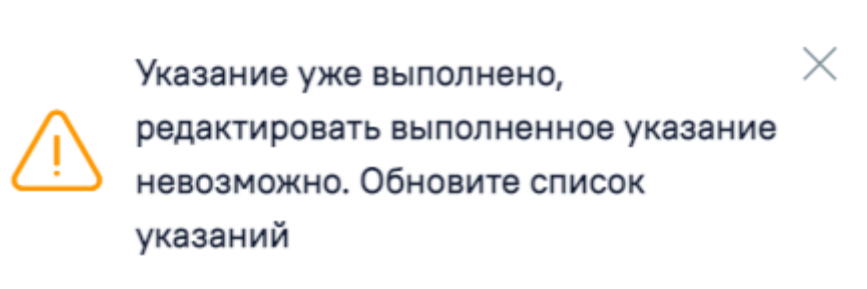 Указание уже выполнено,
редактировать выполненное указание
невозможно. Обновите список
указаний